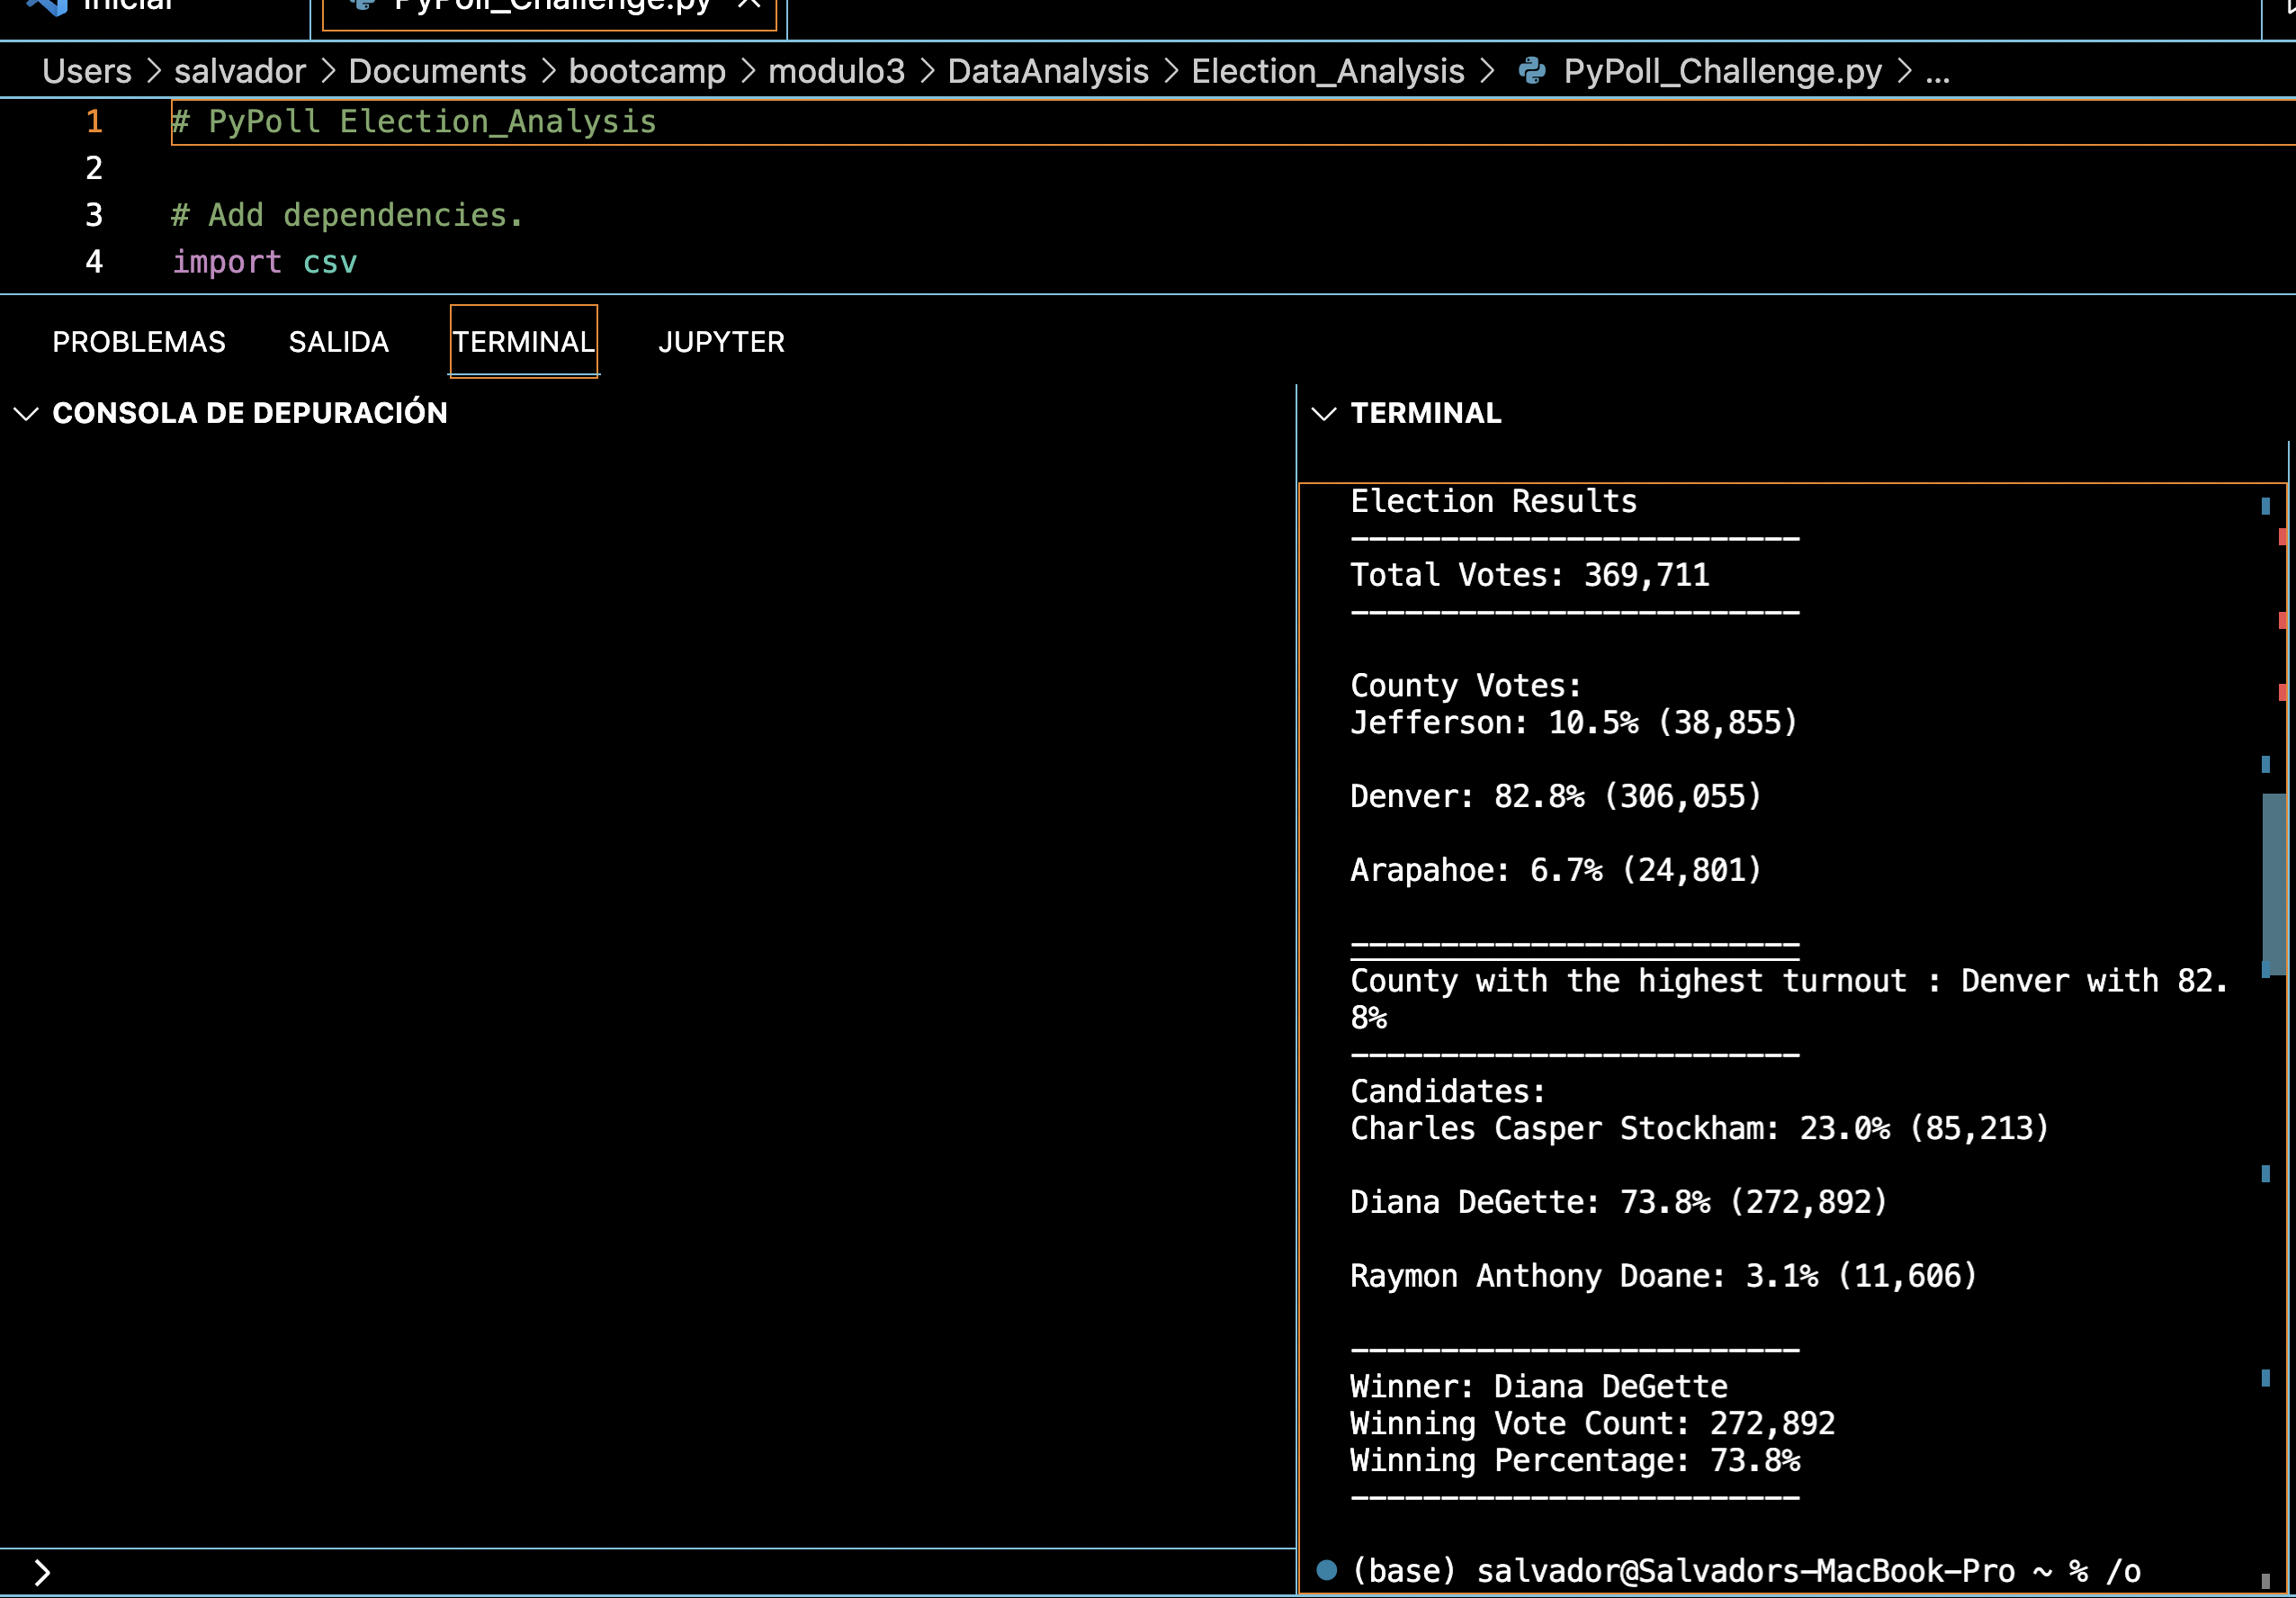 Iniciar
PyPoll_Challenge.py
Users > salvador > Documents > bootcamp > modulo3 > DataAnalysis > Election_Analysis > PyPoll_Challenge.py > ...
1 # PyPoll Election_Analysis
2
3 # Add dependencies.
4 import csv
PROBLEMAS SALIDA TERMINAL JUPYTER
CONSOLA DE DEPURACIÓN
TERMINAL
Election Results
-------------------------
Total Votes: 369,711
-------------------------
County Votes:
Jefferson: 10.5% (38,855)
Denver: 82.8% (306,055)
Arapahoe: 6.7% (24,801)
-------------------------
County with the highest turnout : Denver with 82.
8%
-------------------------
Candidates:
Charles Casper Stockham: 23.0% (85,213)
Diana DeGette: 73.8% (272,892)
Raymon Anthony Doane: 3.1% (11,606)
-------------------------
Winner: Diana DeGette
Winning Vote Count: 272,892
Winning Percentage: 73.8%
-------------------------
(base) salvador@Salvadors-MacBook-Pro ~ % /o